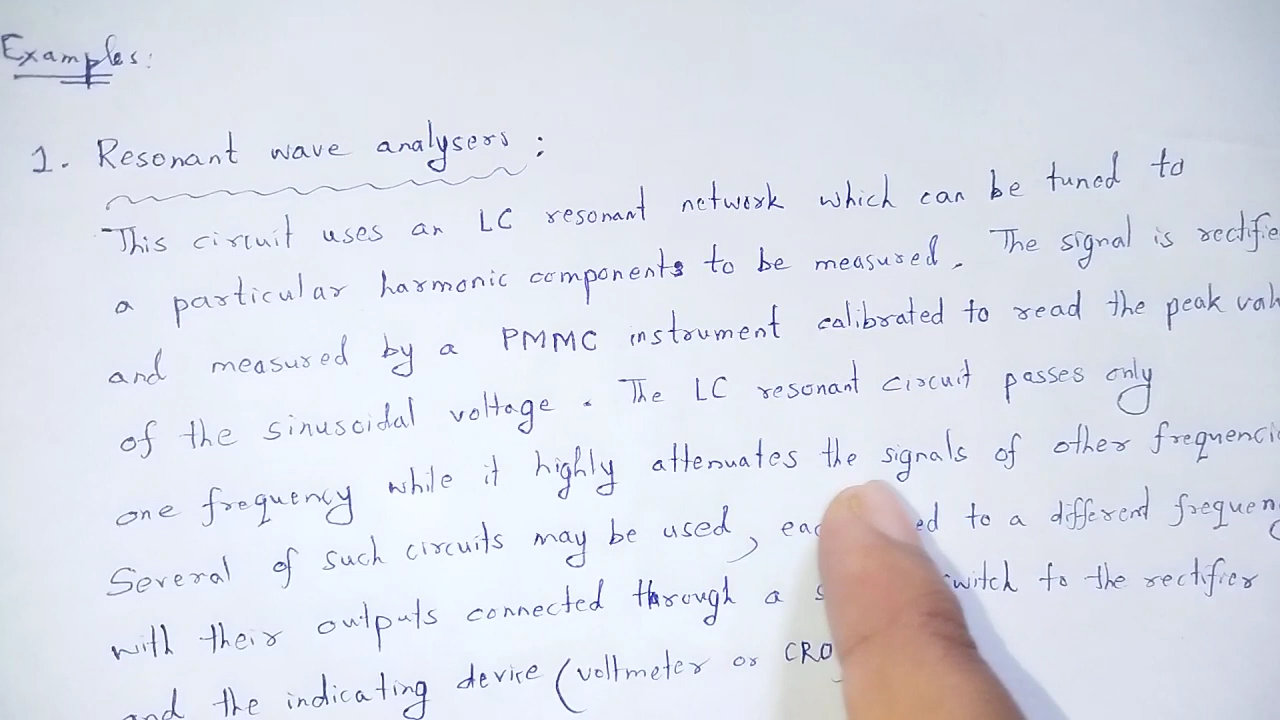 Examples:
1. Resonant wave analysers :
This circuit uses an LC resonant network which can be tuned to
a particular harmonic components to be measured. The signal is rectifie
and measured by a PMMC instrument calibrated to read the peak valu
of the sinusoidal voltage. The LC resonant circuit passes only
one frequency while it highly attenuates the signals of other frequencie
Several of such circuits may be used, each to a different frequen
with their outputs connected through a switch to the rectifier
and the indicating device (voltmeter or CRO